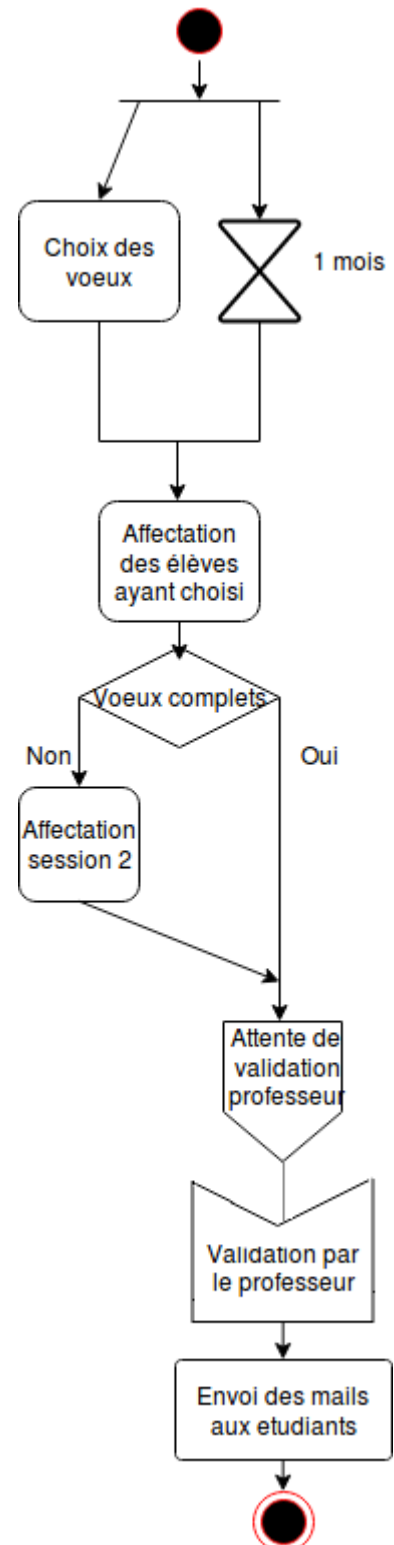 Choix des
voeux
1 mois
Affectation
des élèves
ayant choisi
Voeux complets
Non
Oui
Affectation
session 2
Attente de
validation
professeur
Validation par
le professeur
Envoi des mails
aux etudiants